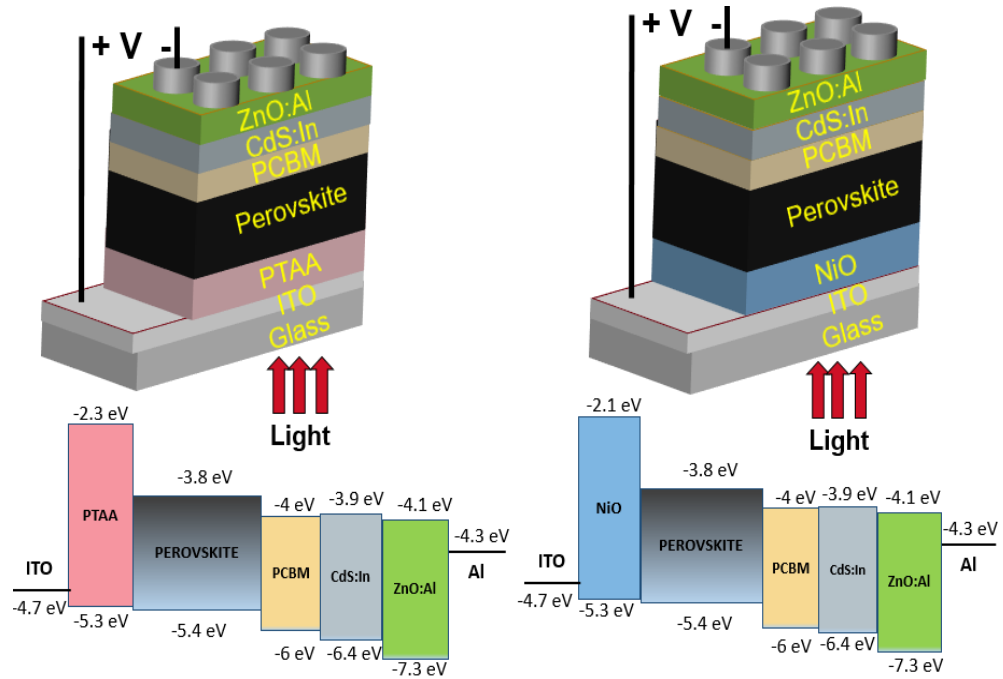 + V -
ZnO:Al
CdS:In
PCBM
Perovskite
PTAA
ITO
Glass
Light
-2.3 eV
-3.8 eV
-4 eV
-3.9 eV
-4.1 eV
-4.3 eV
PTAA
PEROVSKITE
PCBM
CdS:In
ZnO:Al
Al
ITO
-4.7 eV
-5.3 eV
-5.4 eV
-6 eV
-6.4 eV
-7.3 eV
+ V -
ZnO:Al
CdS:In
PCBM
Perovskite
NiO
ITO
Glass
Light
-2.1 eV
-3.8 eV
-4 eV
-3.9 eV
-4.1 eV
-4.3 eV
NiO
PEROVSKITE
PCBM
CdS:In
ZnO:Al
Al
ITO
-4.7 eV
-5.3 eV
-5.4 eV
-6 eV
-6.4 eV
-7.3 eV